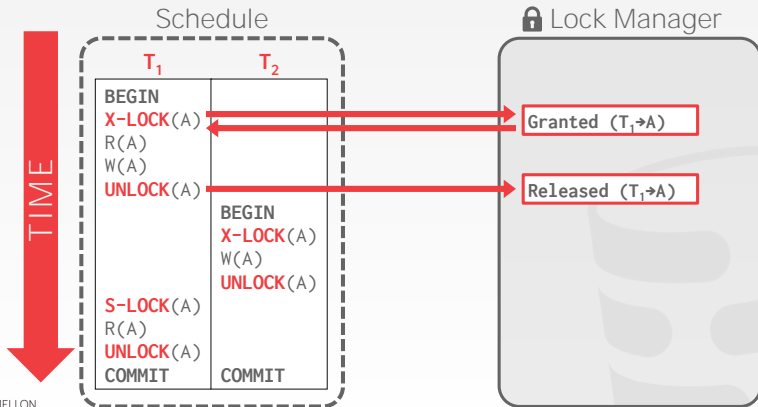 Schedule
Lock Manager
TIME
T₁ T₂
BEGIN
X-LOCK(A)
Granted (T₁→A)
R(A)
W(A)
UNLOCK(A)
Released (T₁→A)
BEGIN
X-LOCK(A)
W(A)
UNLOCK(A)
S-LOCK(A)
R(A)
UNLOCK(A)
COMMIT COMMIT